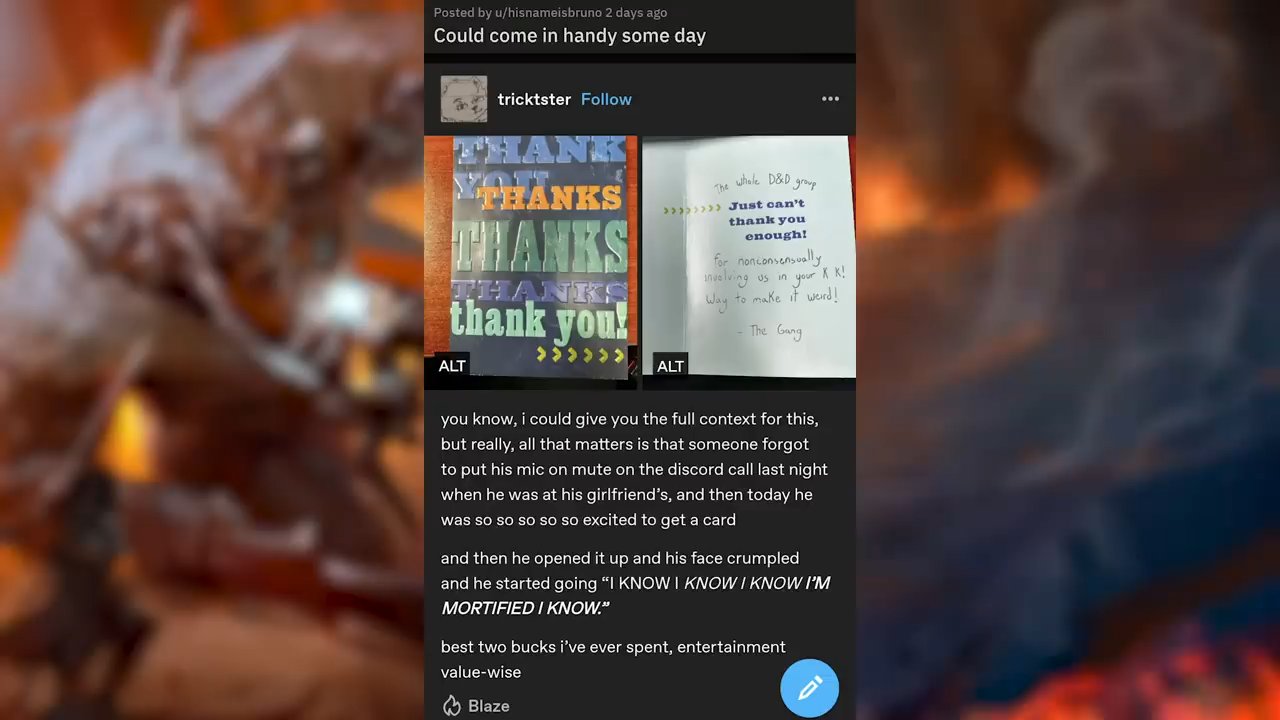 Posted by u/hisnameisbruno 2 days ago
Could come in handy some day
tricktster Follow
THANK
YOU
THANKS
THANKS
THANKS
thank you!
ALT
The whole D&D group
Just can't
thank you
enough!
For nonconsensually
involving us in your K K!
Way to make it weird!
- The Gang
ALT
you know, i could give you the full context for this,
but really, all that matters is that someone forgot
to put his mic on mute on the discord call last night
when he was at his girlfriend's, and then today he
was so so so so so excited to get a card
and then he opened it up and his face crumpled
and he started going “I KNOW I KNOW I KNOW I'M
MORTIFIED I KNOW.”
best two bucks i've ever spent, entertainment
value-wise
Blaze